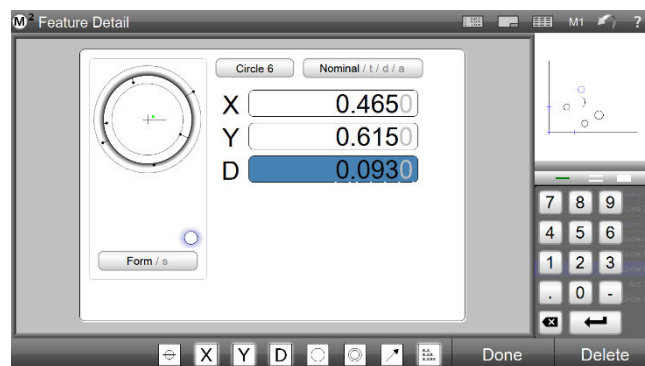 M² Feature Detail
M1 ?
Circle 6 Nominal / t / d / a
X 0.4650
Y 0.6150
D 0.0930
Form / s
7 8 9
4 5 6
1 2 3
. 0 -
X Y D
Done Delete